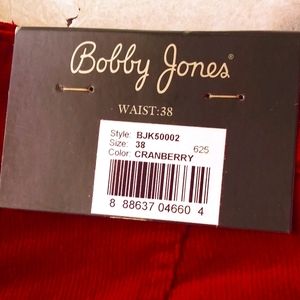 Bobby Jones®
WAIST:38
Style: BJK50002
Size: 38 625
Color: CRANBERRY
8 88637 04660 4